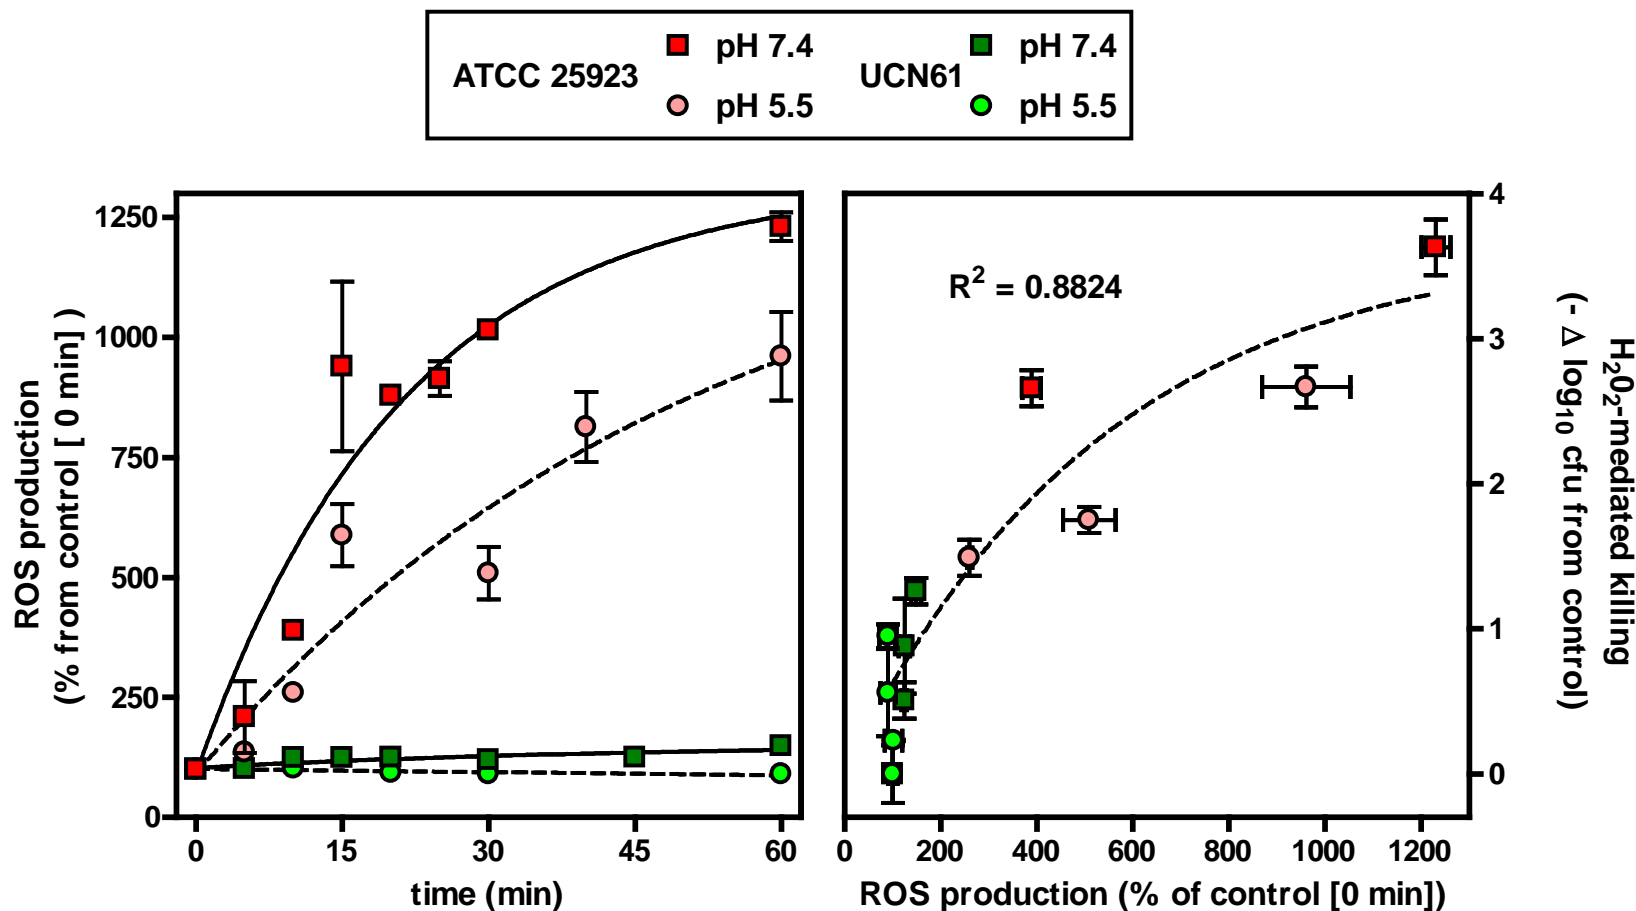 ATCC 25923
pH 7.4
pH 5.5
UCN61
pH 7.4
pH 5.5
ROS production
(% from control [ 0 min] )
1250
1000
750
500
250
0
0
15
30
45
60
time (min)
R² = 0.8824
4
3
2
1
0
H₂0₂-mediated killing
(- Δ log₁₀ cfu from control)
0
200
400
600
800
1000
1200
ROS production (% of control [0 min])